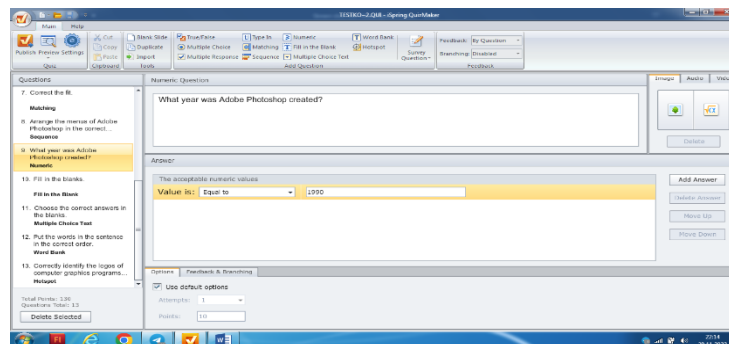 TESTKO~2.QUI - iSpring QuizMaker
Main Help
Publish Preview Settings
Quiz
Cut
Copy
Paste
Clipboard
Blank Slide
Duplicate
Import
Tools
True/False Type In Numeric Word Bank
Multiple Choice Matching Fill in the Blank Hotspot
Multiple Response Sequence Multiple Choice Text
Survey Question
Add Question
Feedback: By Question
Branching: Disabled
Feedback
Questions
7. Correct the fit.
Matching
8. Arrange the menus of Adobe
Photoshop in the correct...
Sequence
9. What year was Adobe
Photoshop created?
Numeric
10. Fill in the blanks.
Fill in the Blank
11. Choose the correct answers in
the blanks.
Multiple Choice Text
12. Put the words in the sentence
in the correct order.
Word Bank
13. Correctly identify the logos of
computer graphics programs...
Hotspot
Total Points: 130
Questions Total: 13
Delete Selected
Numeric Question
What year was Adobe Photoshop created?
Image Audio Video
Delete
Answer
The acceptable numeric values
Value is: Equal to 1990
Add Answer
Delete Answer
Move Up
Move Down
Options Feedback & Branching
Use default options
Attempts: 1
Points: 10
22:54